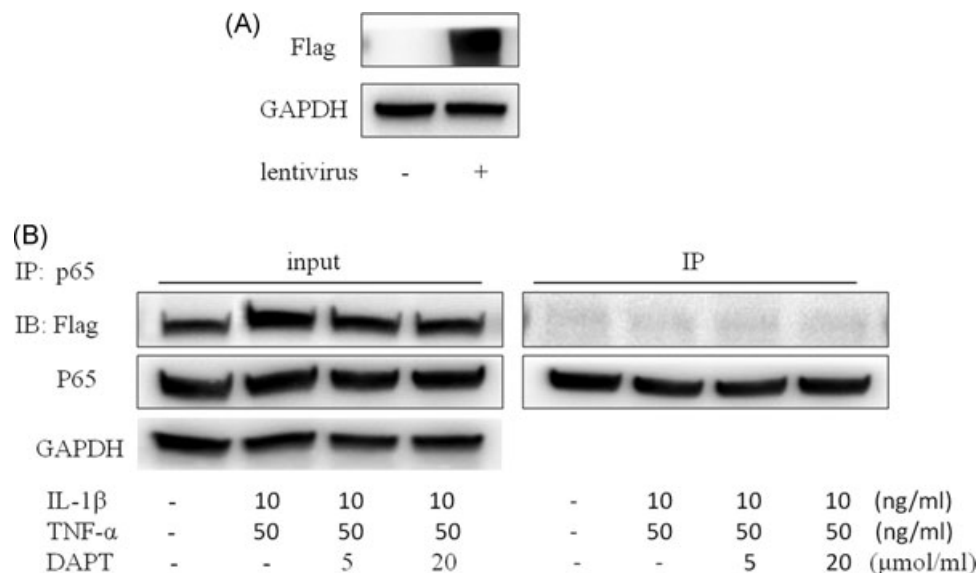 (A)
Flag
GAPDH
lentivirus - +
(B)
IP: p65 input IP
IB: Flag
P65
GAPDH
IL-1β - 10 10 10 - 10 10 10 (ng/ml)
TNF-α - 50 50 50 - 50 50 50 (ng/ml)
DAPT - - 5 20 - - 5 20 (μmol/ml)